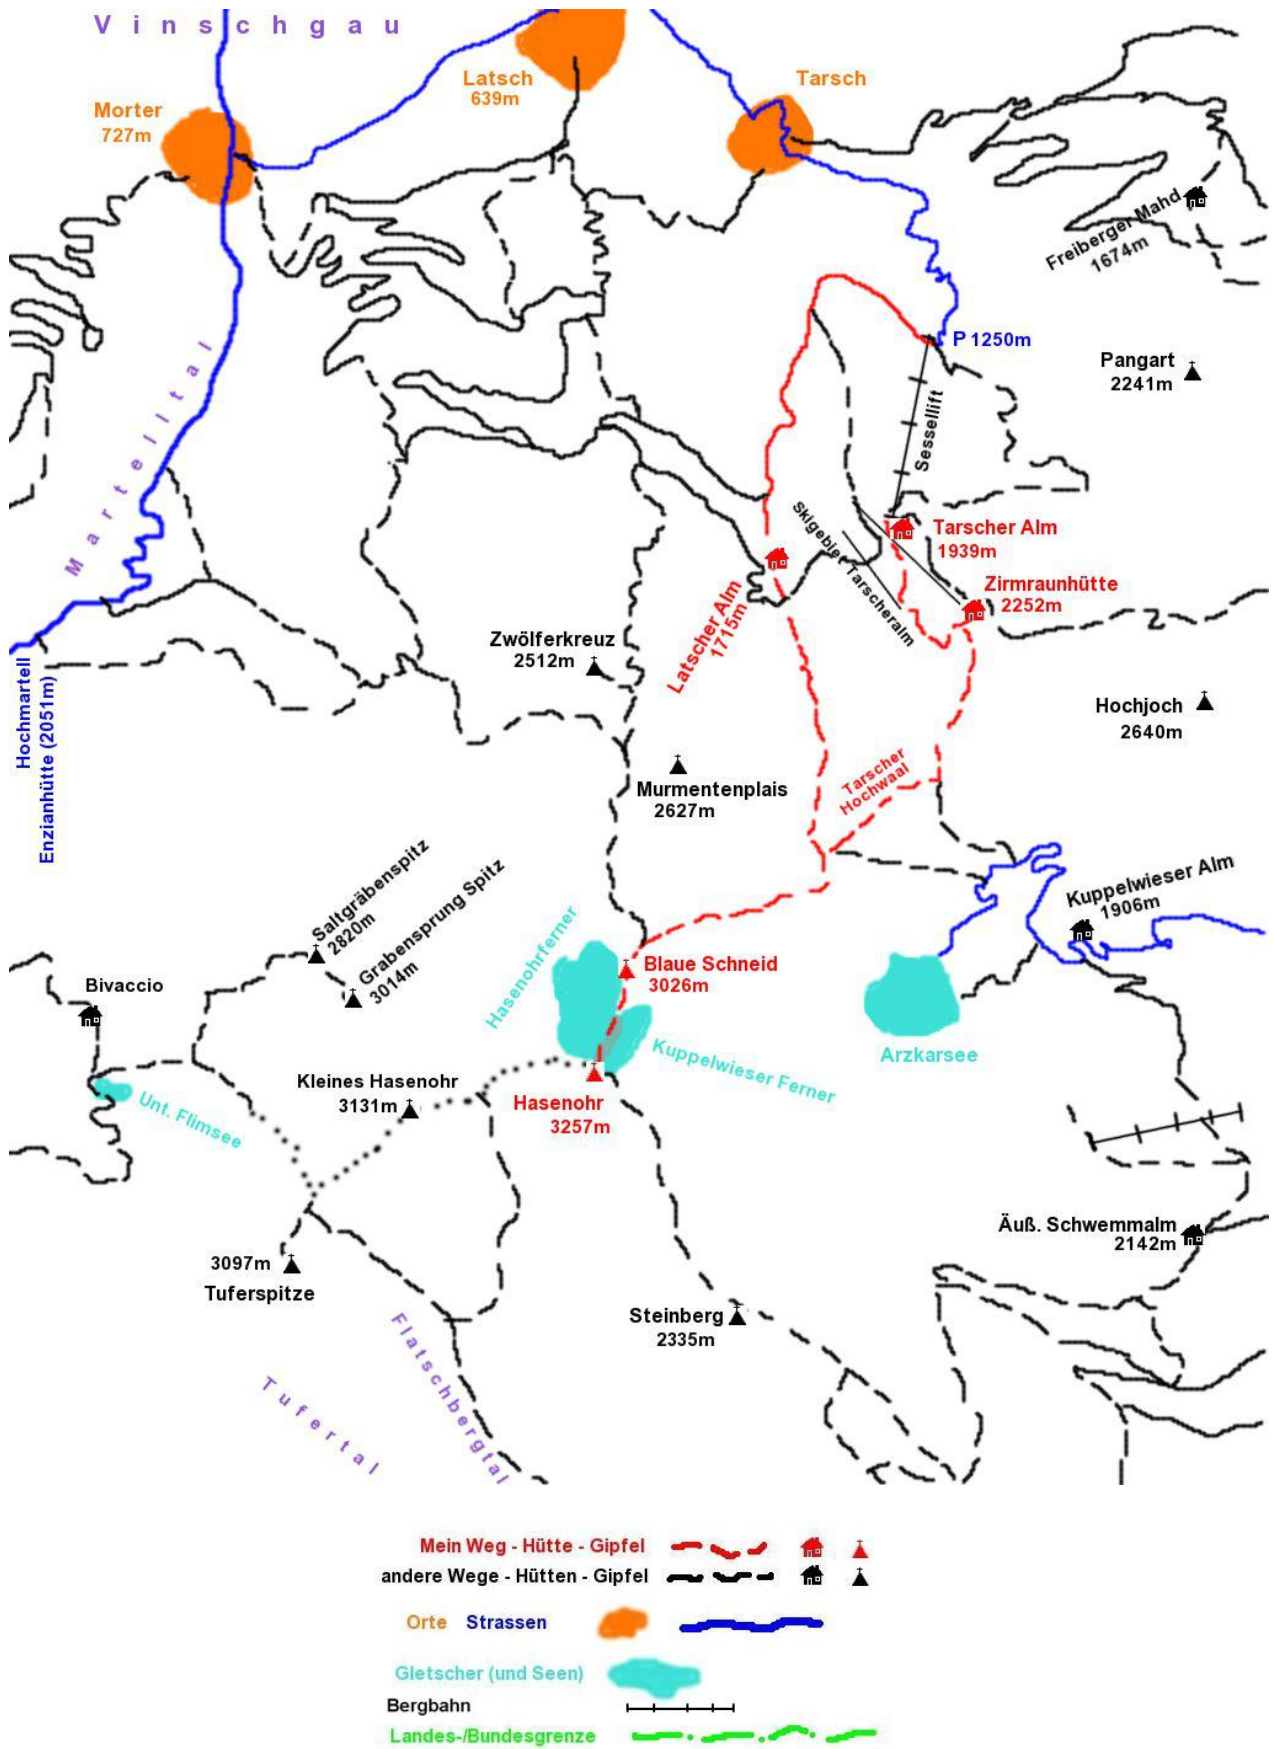 Vinschgau
Latsch
639m
Tarsch
Morter
727m
Freiberger Mahd
1674m
P 1250m
Pangart
2241m
Martelltal
Sessellift
Skigebiet Tarscheralm
Tarscher Alm
1939m
Zirmraunhütte
2252m
Latscher Alm
1715m
Zwölferkreuz
2512m
Hochmartell
Enzianhütte (2051m)
Hochjoch
2640m
Murmentenplais
2627m
Tarscher
Hochwaal
Saltgräbenspitz
2820m
Grabensprung Spitz
3014m
Kuppelwieser Alm
1906m
Hasenohrferner
Blaue Schneid
3026m
Bivaccio
Arzkarsee
Kuppelwieser Ferner
Unt. Flimsee
Kleines Hasenohr
3131m
Hasenohr
3257m
Äuß. Schwemmalm
2142m
3097m
Tuferspitze
Steinberg
2335m
Flatschbergtal
Tufertal
Mein Weg - Hütte - Gipfel
andere Wege - Hütten - Gipfel
Orte Strassen
Gletscher (und Seen)
Bergbahn
Landes-/Bundesgrenze